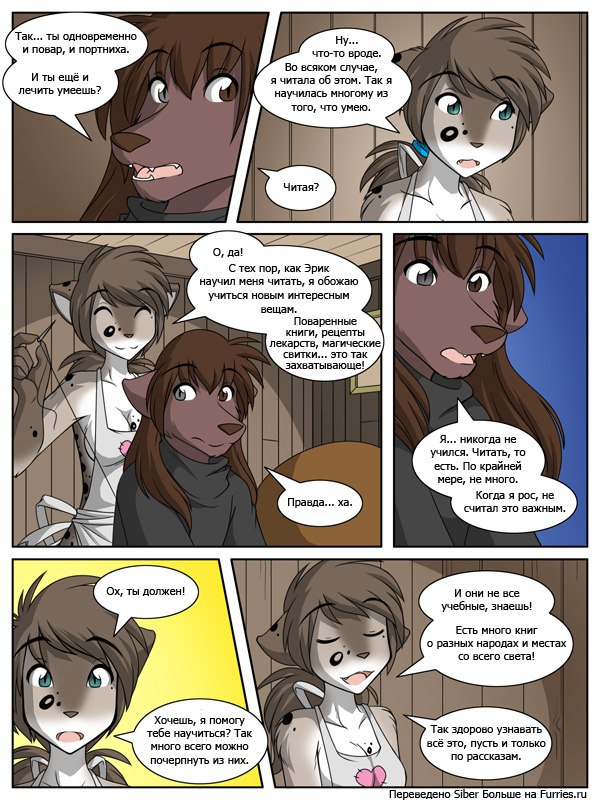 Так... ты одновременно
и повар, и портниха.
И ты ещё и
лечить умеешь?
Ну...
что-то вроде.
Во всяком случае,
я читала об этом. Так я
научилась многому из
того, что умею.
Читая?
О, да!
С тех пор, как Эрик
научил меня читать, я обожаю
учиться новым интересным
вещам.
Поваренные
книги, рецепты
лекарств, магические
свитки... это так
захватывающе!
Правда... ха.
Я... никогда не
учился. Читать, то
есть. По крайней
мере, не много.
Когда я рос, не
считал это важным.
Ох, ты должен!
Хочешь, я помогу
тебе научиться? Так
много всего можно
почерпнуть из них.
И они не все
учебные, знаешь!
Есть много книг
о разных народах и местах
со всего света!
Так здорово узнавать
всё это, пусть и только
по рассказам.
Переведено Siber Больше на Furries.ru